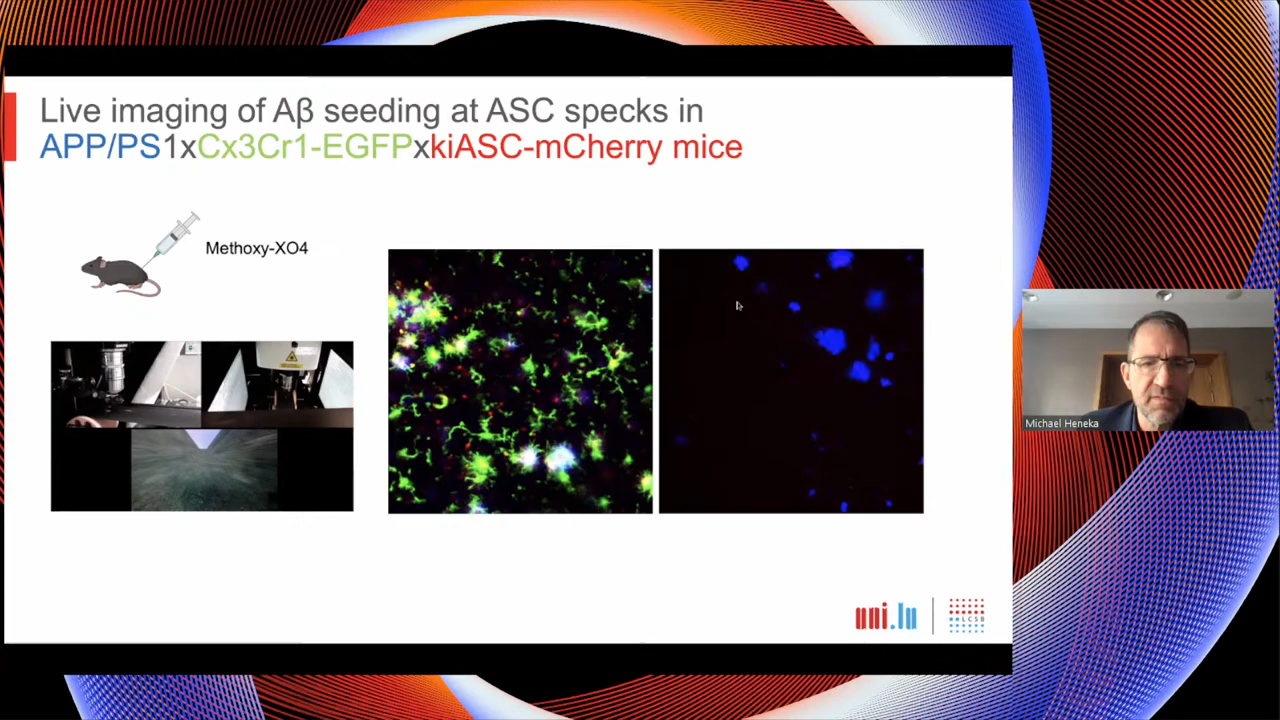 Live imaging of Aβ seeding at ASC specks in
APP/PS1xCx3Cr1-EGFPxkiASC-mCherry mice
Methoxy-XO4
Michael Heneka
uni.lu
LCSB